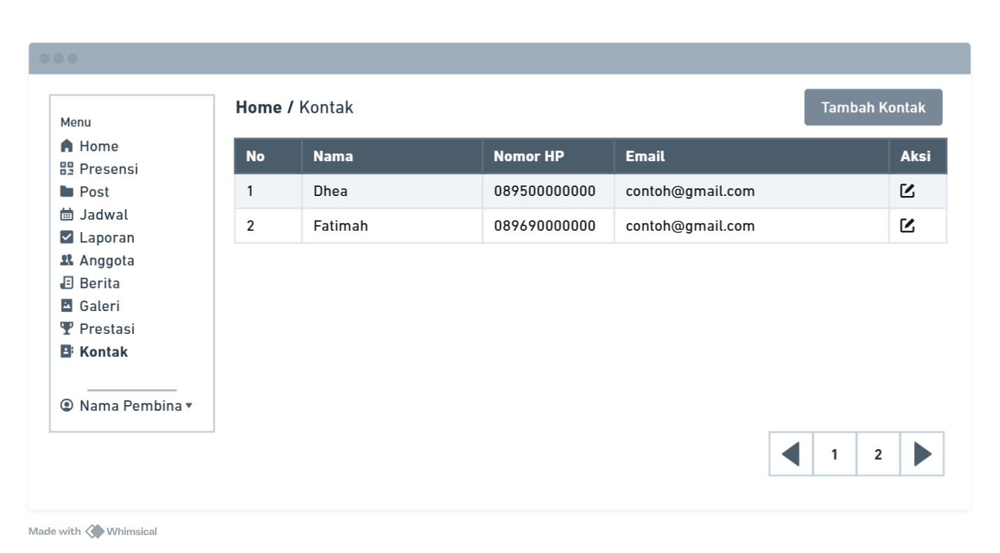 Menu
Home
Presensi
Post
Jadwal
Laporan
Anggota
Berita
Galeri
Prestasi
Kontak
Nama Pembina
Home / Kontak
Tambah Kontak
No Nama Nomor HP Email Aksi
1 Dhea 089500000000 contoh@gmail.com
2 Fatimah 089690000000 contoh@gmail.com
1 2
Made with Whimsical